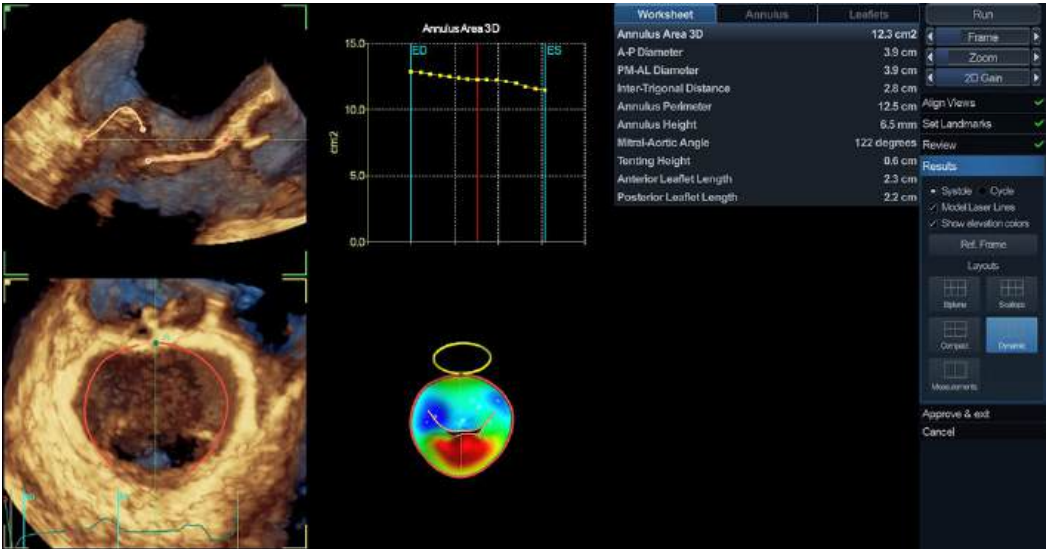 Annulus Area 3D
15.0
ED
ES
10.0
cm2
5.0
0.0
Worksheet
Annulus
Leaflets
Annulus Area 3D 12.3 cm2
A-P Diameter 3.9 cm
PM-AL Diameter 3.9 cm
Inter-Trigonal Distance 2.8 cm
Annulus Perimeter 12.5 cm
Annulus Height 6.5 mm
Mitral-Aortic Angle 122 degrees
Tenting Height 0.6 cm
Anterior Leaflet Length 2.3 cm
Posterior Leaflet Length 2.2 cm
Run
Frame
Zoom
2D Gain
Align Views
Set Landmarks
Review
Results
Systole Cycle
Model Laser Lines
Show elevation colors
Ref. Frame
Layouts
Biplane Scallops
Compact Dynamic
Measurements
Approve & exit
Cancel